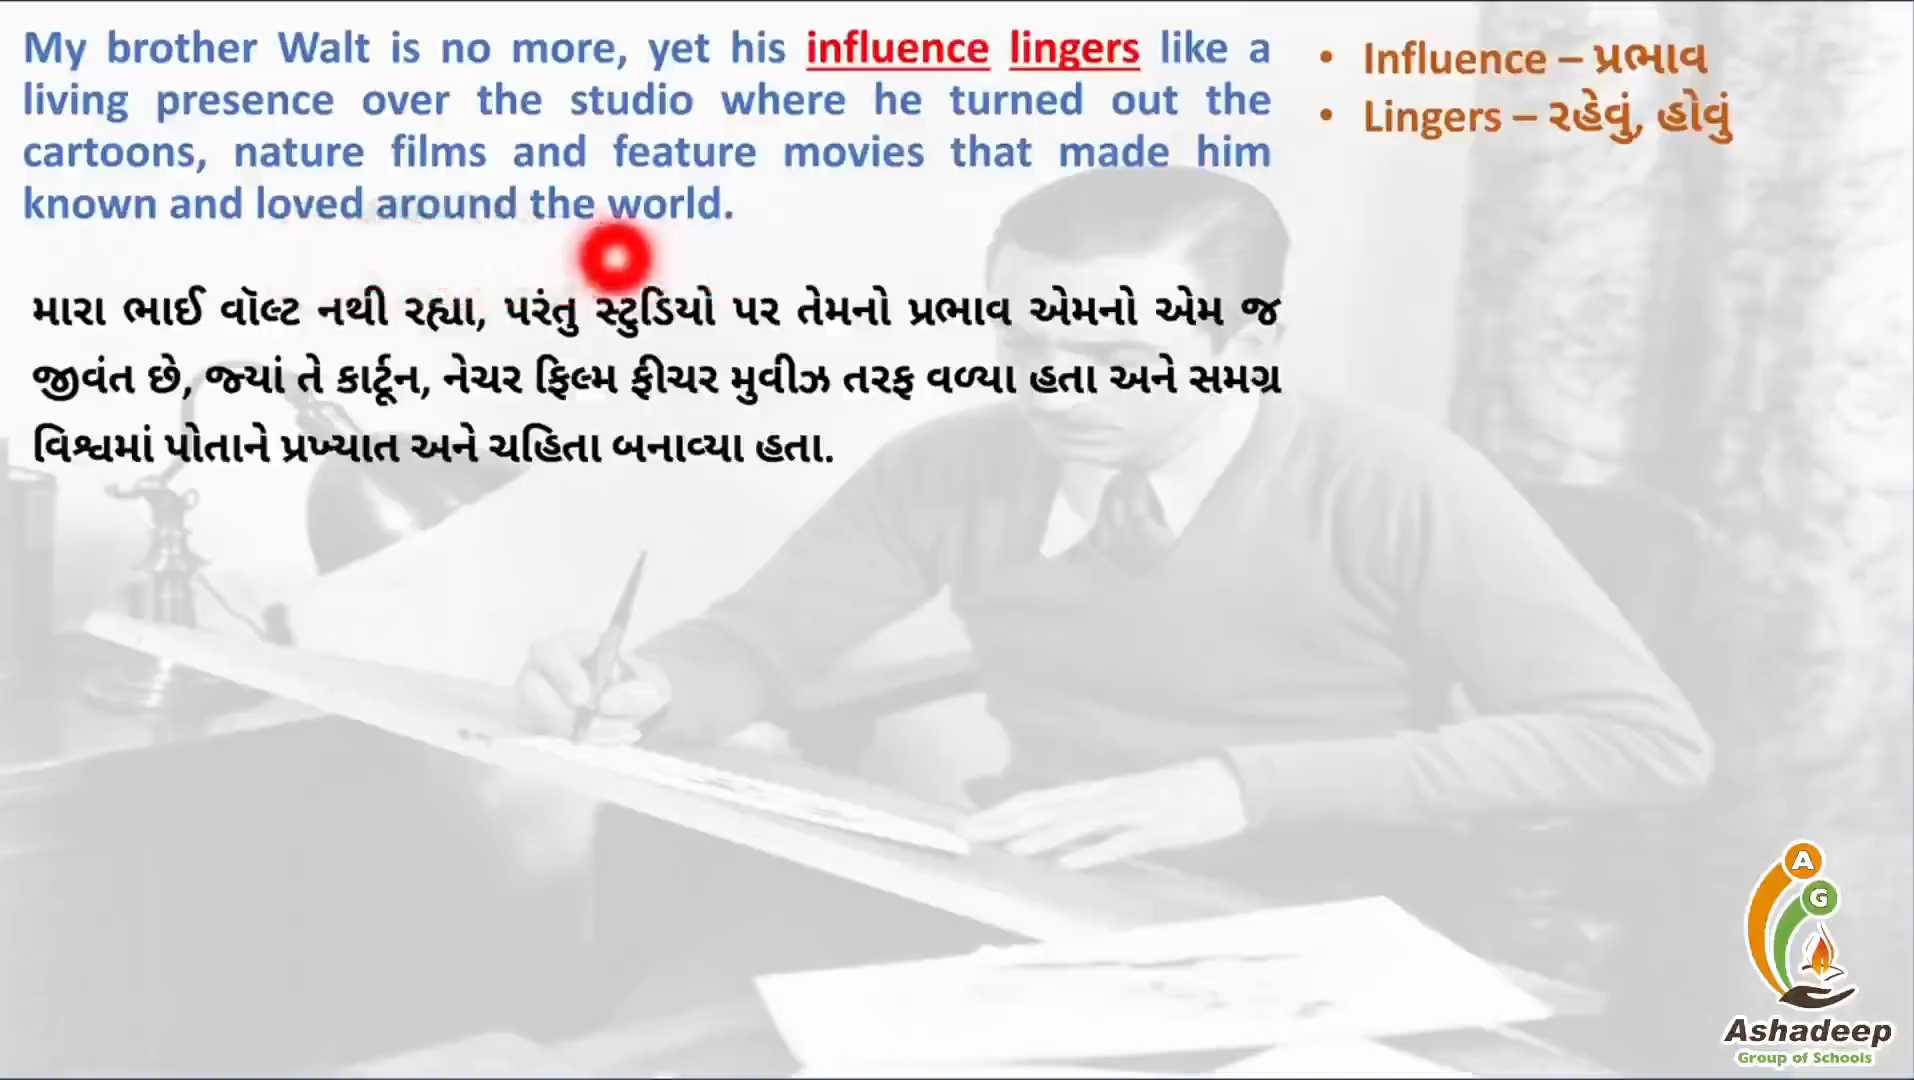 My brother Walt is no more, yet his influence lingers like a
living presence over the studio where he turned out the
cartoons, nature films and feature movies that made him
known and loved around the world.
• Influence – પ્રભાવ
• Lingers – રહેવું, હોવું
મારા ભાઈ વૉલ્ટ નથી રહ્યા, પરંતુ સ્ટુડિયો પર તેમનો પ્રભાવ એમનો એમ જ
જીવંત છે, જ્યાં તે કાર્ટૂન, નેચર ફિલ્મ ફીચર મુવીઝ તરફ વળ્યા હતા અને સમગ્ર
વિશ્વમાં પોતાને પ્રખ્યાત અને ચહિતા બનાવ્યા હતા.
A
G
Ashadeep
Group of Schools